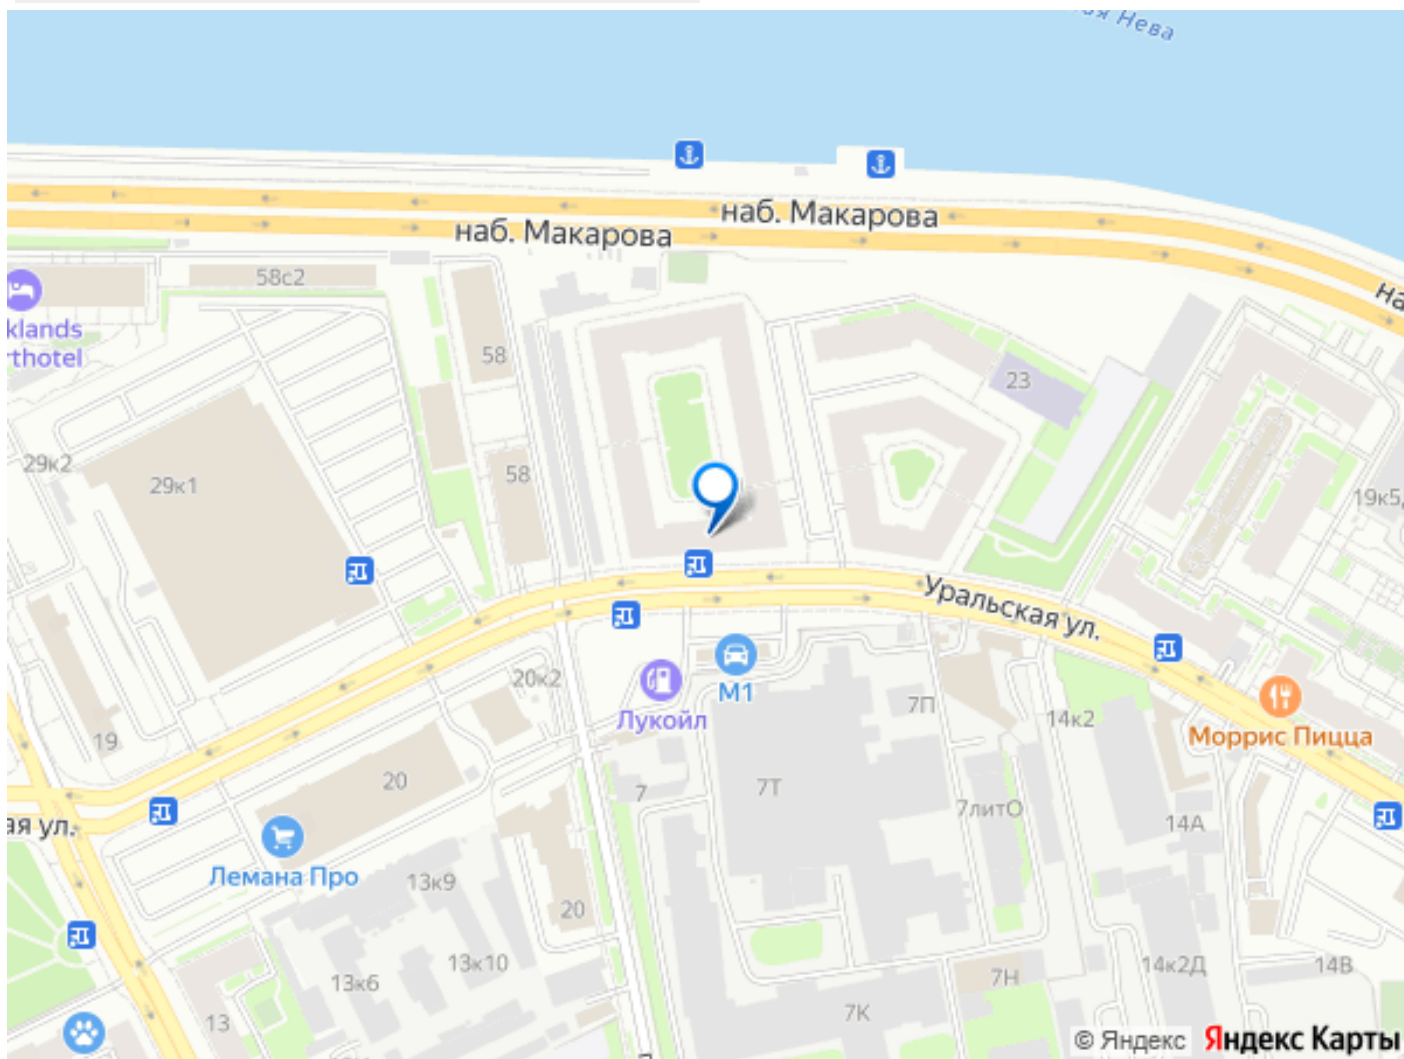 Нева
наб. Макарова
наб. Макарова
на
58с2
klands
rthotel
58
23
29к2
29к1
58
19к5
Уральская ул.
20к2
М1
Лукойл
7П
14к2
Моррис Пицца
19
20
7
7Т
7литО
14А
ая ул.
Лемана Про
13к9
20
13к6
13к10
14к2Д
14В
7Н
13
7К
© Яндекс
Яндекс Карты